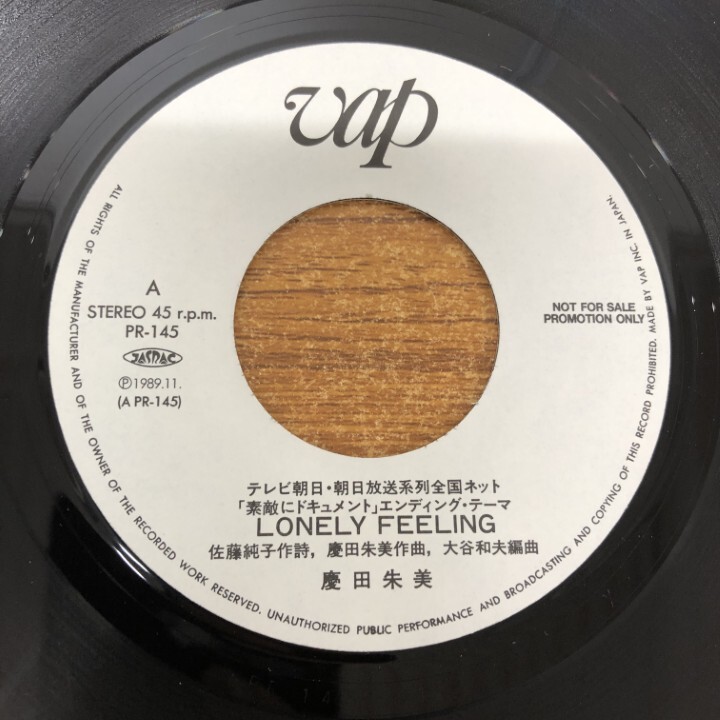 vap
A
STEREO 45 r.p.m.
PR-145
JASRAC
Ⓟ1989.11.
(A PR-145)
NOT FOR SALE
PROMOTION ONLY
テレビ朝日・朝日放送系列全国ネット
「素敵にドキュメント」エンディング・テーマ
LONELY FEELING
佐藤純子作詩, 慶田朱美作曲, 大谷和夫編曲
慶田朱美
ALL RIGHTS OF THE MANUFACTURER AND OF THE OWNER OF THE RECORDED WORK RESERVED. UNAUTHORIZED PUBLIC PERFORMANCE AND BROADCASTING AND COPYING OF THIS RECORD PROHIBITED. MADE BY VAP INC. IN JAPAN.